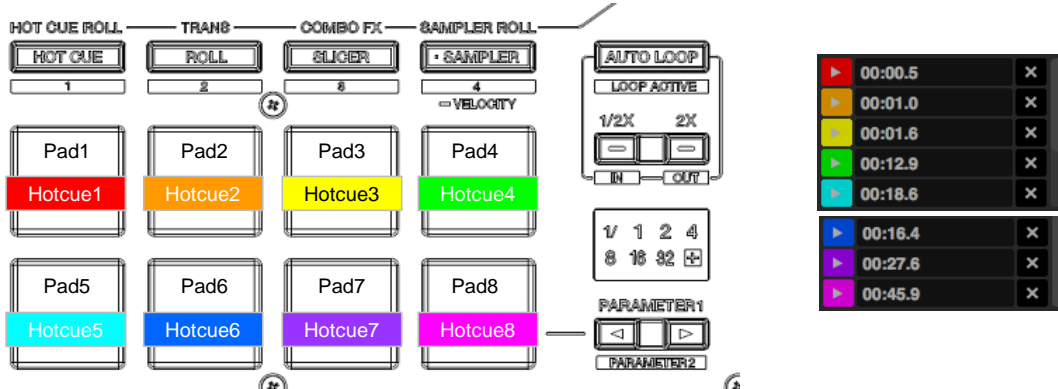 HOT CUE ROLL TRANS COMBO FX SAMPLER ROLL
HOT CUE ROLL SLICER · SAMPLER
1 2 3 4
VELOCITY
Pad1 Pad2 Pad3 Pad4
Hotcue1 Hotcue2 Hotcue3 Hotcue4
Pad5 Pad6 Pad7 Pad8
Hotcue5 Hotcue6 Hotcue7 Hotcue8
AUTO LOOP
LOOP ACTIVE
1/2X 2X
IN OUT
1/ 1 2 4
8 16 32 +
PARAMETER1
PARAMETER2
00:00.5
00:01.0
00:01.6
00:12.9
00:18.6
00:16.4
00:27.6
00:45.9